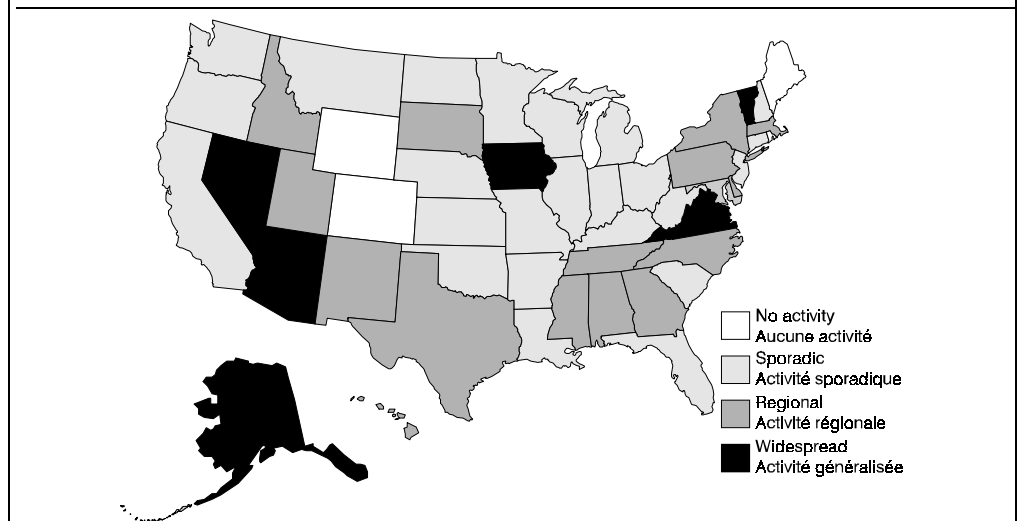 No activity
Aucune activité
Sporadic
Activité sporadique
Regional
Activité régionale
Widespread
Activité généralisée